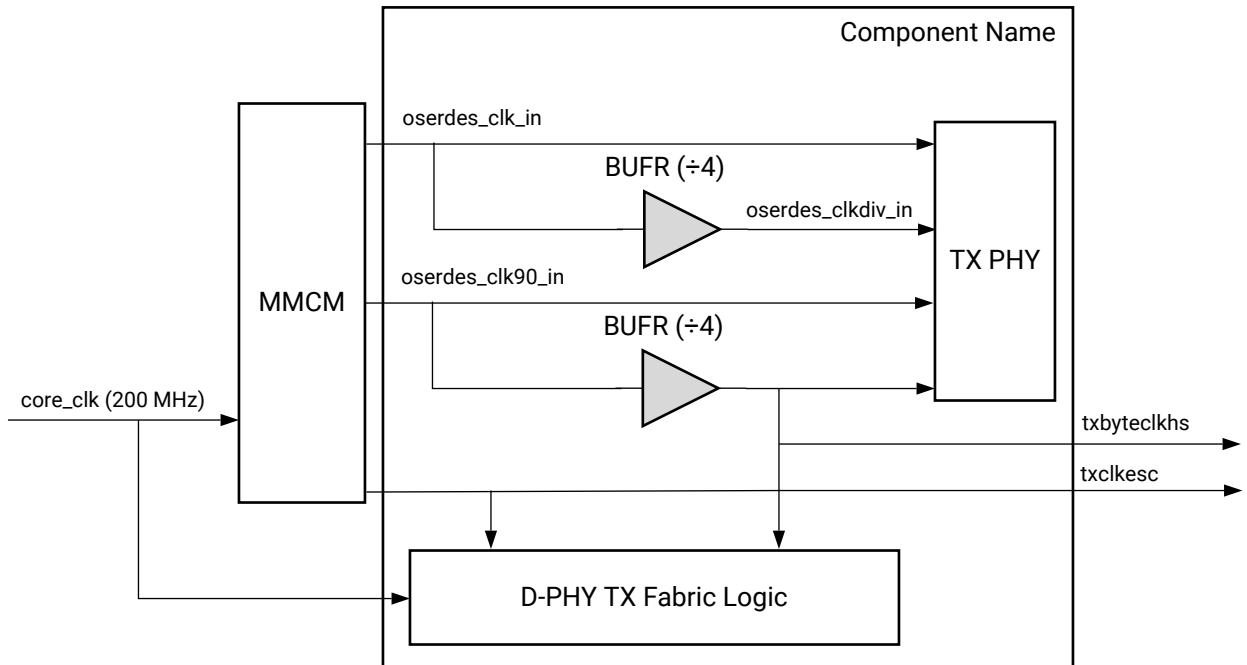 Component Name
oserdes_clk_in
BUFR (÷4)
oserdes_clkdiv_in
TX PHY
oserdes_clk90_in
MMCM
BUFR (÷4)
core_clk (200 MHz)
txbyteclkhs
txclkesc
D-PHY TX Fabric Logic